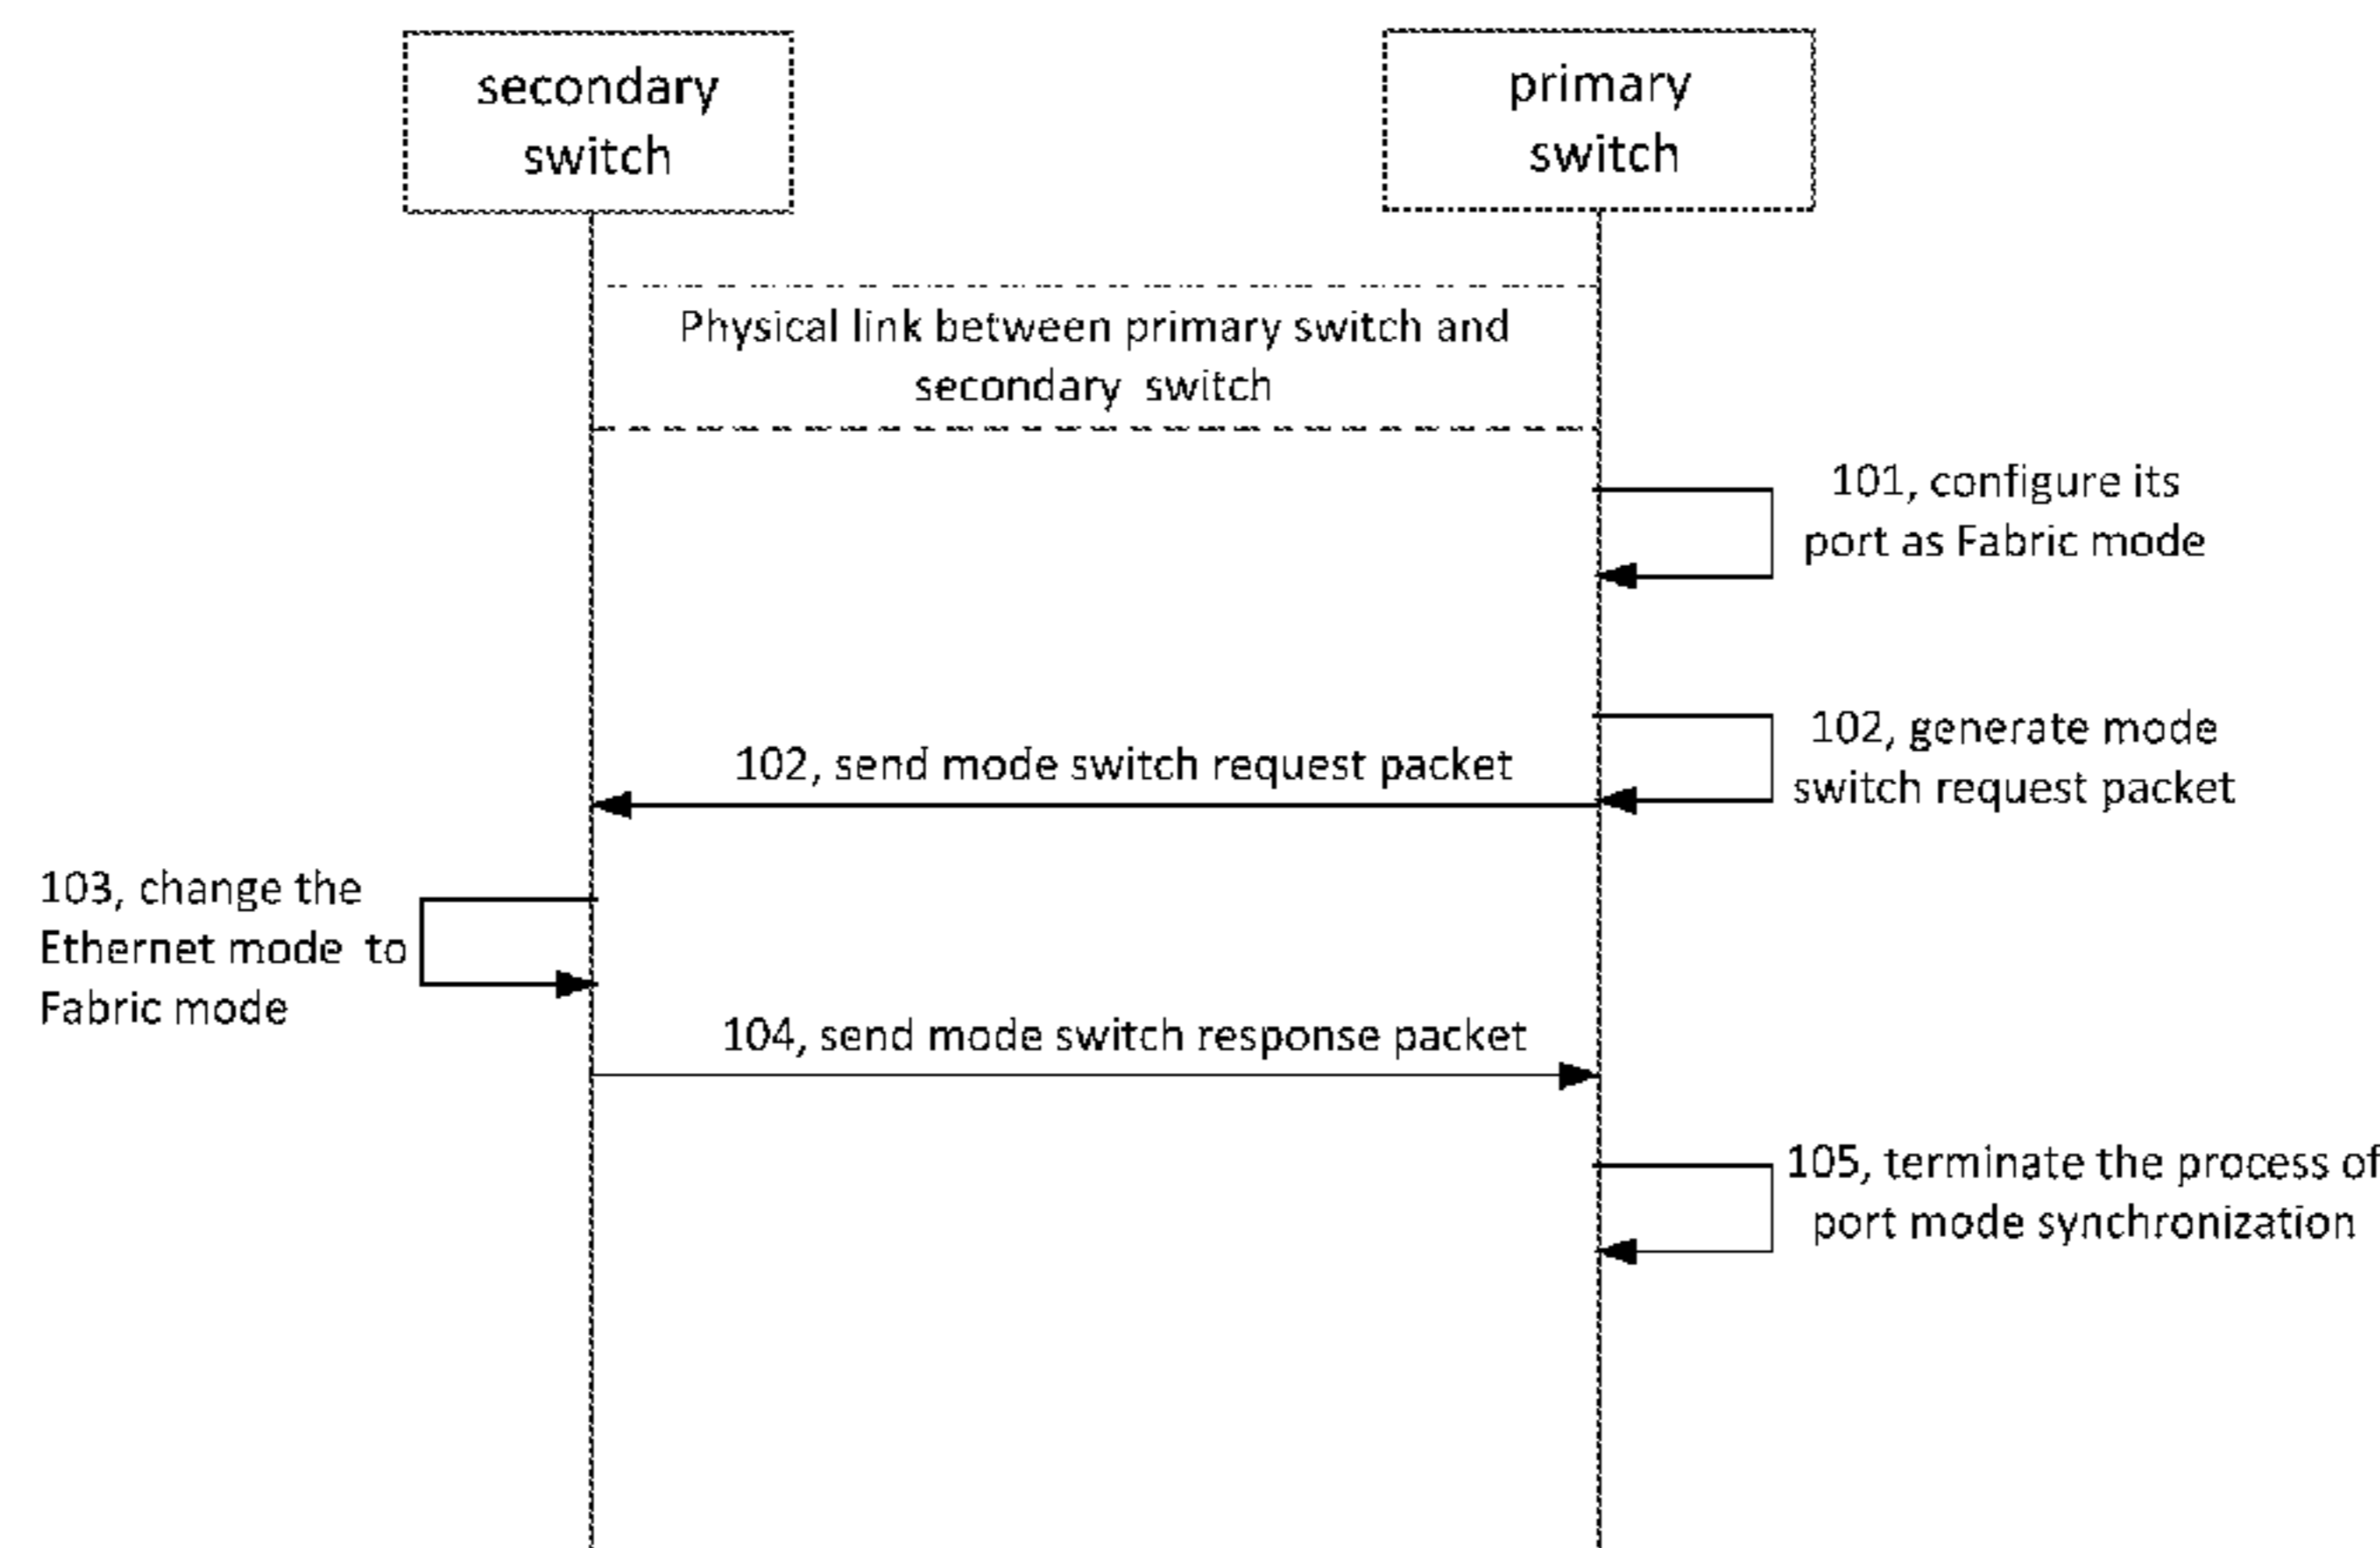 secondary
switch
primary
switch
Physical link between primary switch and
secondary switch
101, configure its
port as Fabric mode
102, generate mode
switch request packet
102, send mode switch request packet
103, change the
Ethernet mode to
Fabric mode
104, send mode switch response packet
105, terminate the process of
port mode synchronization